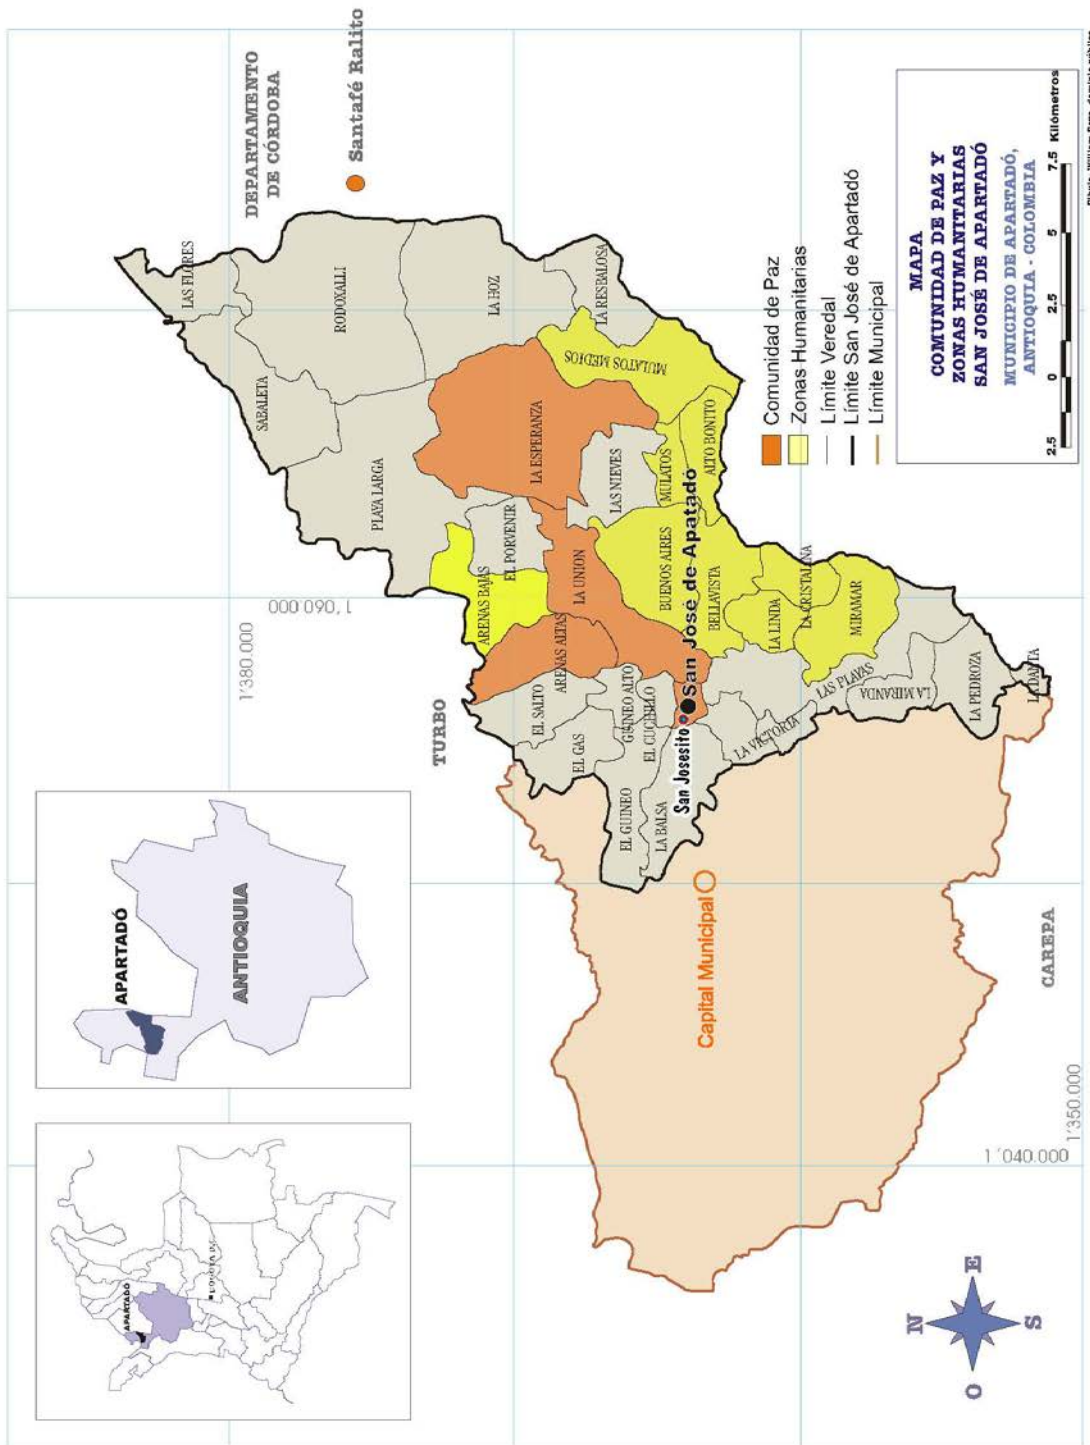 DEPARTAMENTO
DE CÓRDOBA
Santafé Ralito
TURBO
1'380.000
1'060.000
LAS FLORES
SABALETA
RODOXALLI
PLAYA LARGA
LA HOZ
LA RESBALOSA
MULATOS MEDIOS
LA ESPERANZA
LAS NIEVES
MULATOS
ALTO BONITO
EL PORVENIR
ARENAS BAJAS
LA UNION
BUENOS AIRES
BELLAVISTA
LA CRISTALINA
LA LINDA
MIRAMAR
ARENAS ALTAS
EL SALTO
EL GAS
GUINEO ALTO
EL CUCHILLO
EL GUINEO
LA BALSA
San Josesito
San José de Apatadó
LA VICTORIA
LAS PLAYAS
LA MIRANDA
LA PEDROZA
LA DANTA
Capital Municipal
CAREPA
1'040.000
1'350.000
APARTADÓ
ANTIOQUIA
APARTADÓ
BOGOTA D.C.
N
E
S
O
Comunidad de Paz
Zonas Humanitarias
Límite Veredal
Límite San José de Apartadó
Límite Municipal
MAPA
COMUNIDAD DE PAZ Y
ZONAS HUMANITARIAS
SAN JOSÉ DE APARTADÓ
MUNICIPIO DE APARTADÓ,
ANTIOQUIA - COLOMBIA
2.5 0 2.5 5 7.5 Kilómetros